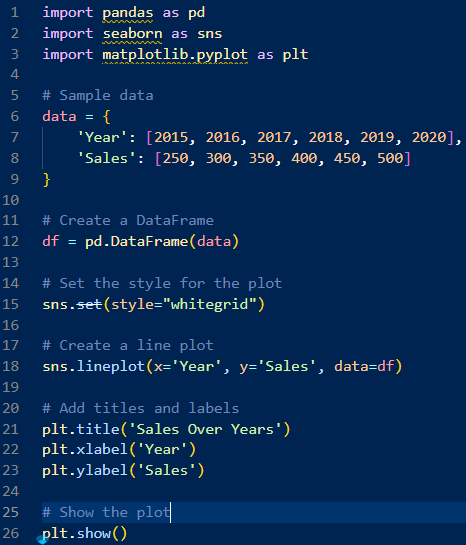 1 import pandas as pd
2 import seaborn as sns
3 import matplotlib.pyplot as plt
4
5 # Sample data
6 data = {
7     'Year': [2015, 2016, 2017, 2018, 2019, 2020],
8     'Sales': [250, 300, 350, 400, 450, 500]
9 }
10
11 # Create a DataFrame
12 df = pd.DataFrame(data)
13
14 # Set the style for the plot
15 sns.set(style="whitegrid")
16
17 # Create a line plot
18 sns.lineplot(x='Year', y='Sales', data=df)
19
20 # Add titles and labels
21 plt.title('Sales Over Years')
22 plt.xlabel('Year')
23 plt.ylabel('Sales')
24
25 # Show the plot
26 plt.show()